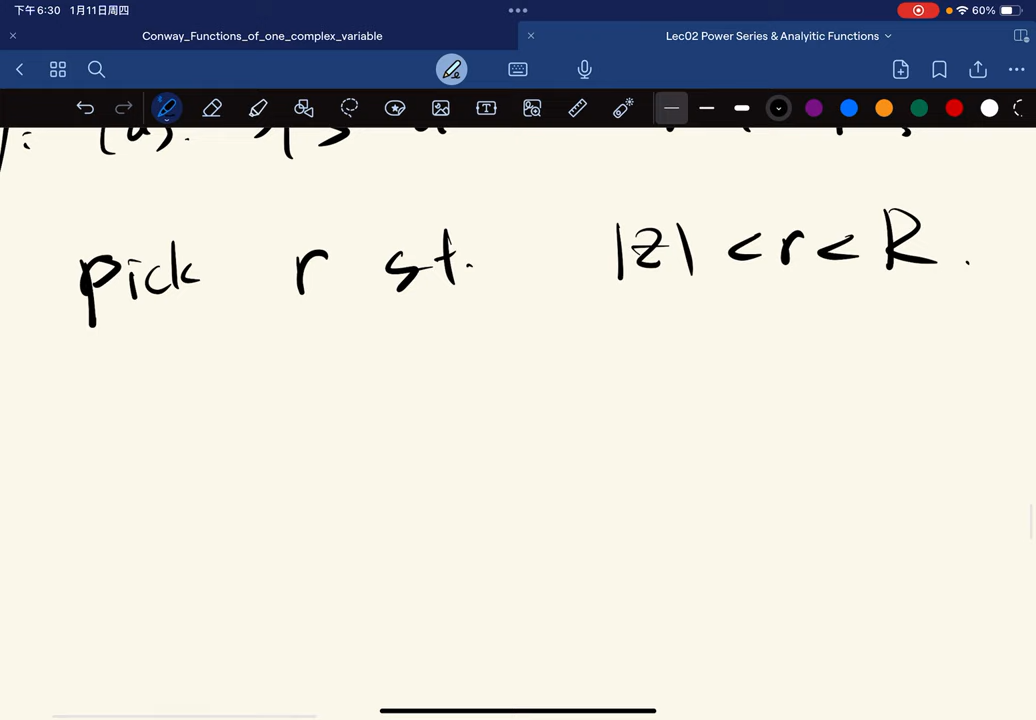 下午6:30 1月11日周四
60%
Conway_Functions_of_one_complex_variable
Lec02 Power Series & Analyitic Functions
pick r st. |z| < r < R .